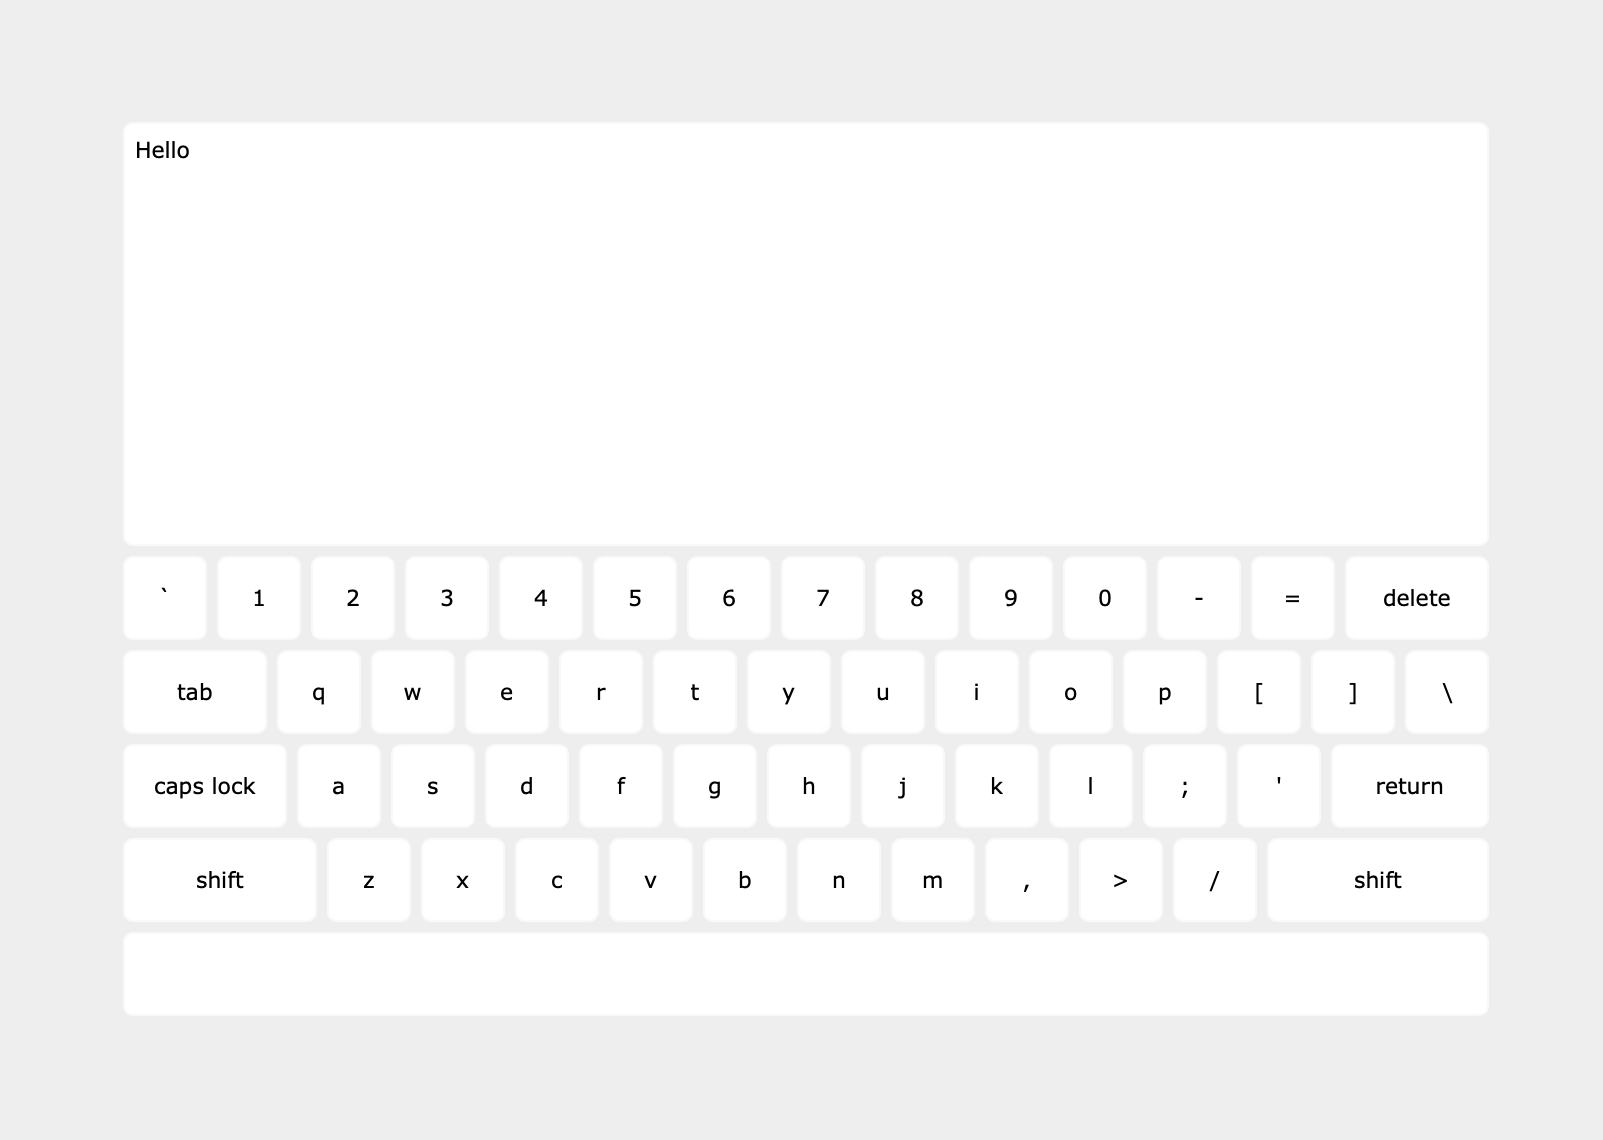 Hello
` 1 2 3 4 5 6 7 8 9 0 - = delete
tab q w e r t y u i o p [ ] \
caps lock a s d f g h j k l ; ' return
shift z x c v b n m , > / shift